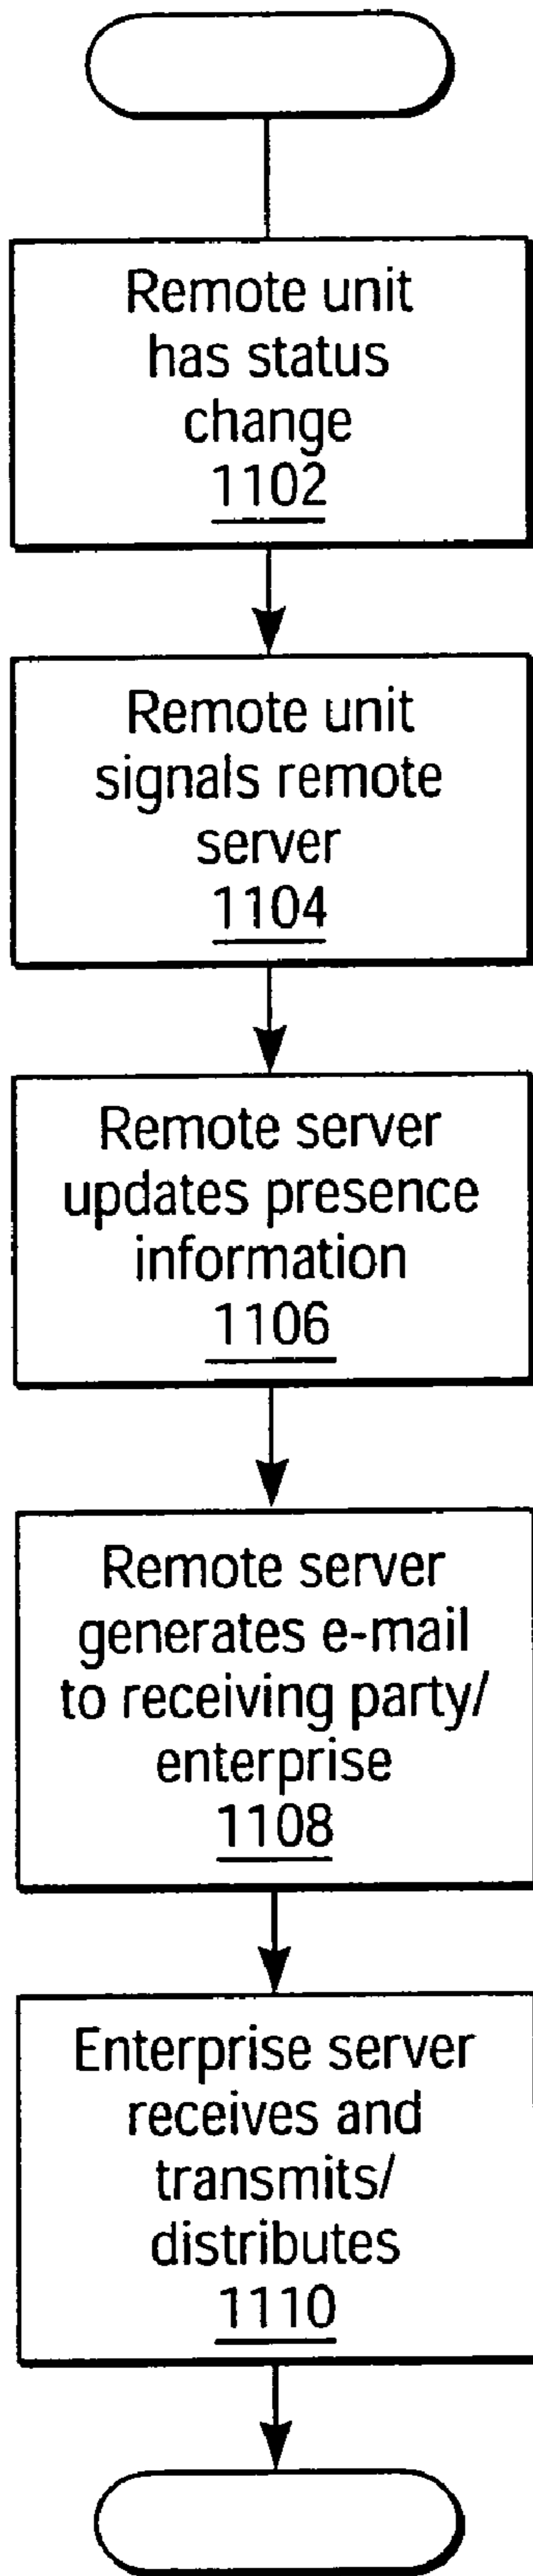 Remote unit
has status
change
1102
Remote unit
signals remote
server
1104
Remote server
updates presence
information
1106
Remote server
generates e-mail
to receiving party/
enterprise
1108
Enterprise server
receives and
transmits/
distributes
1110